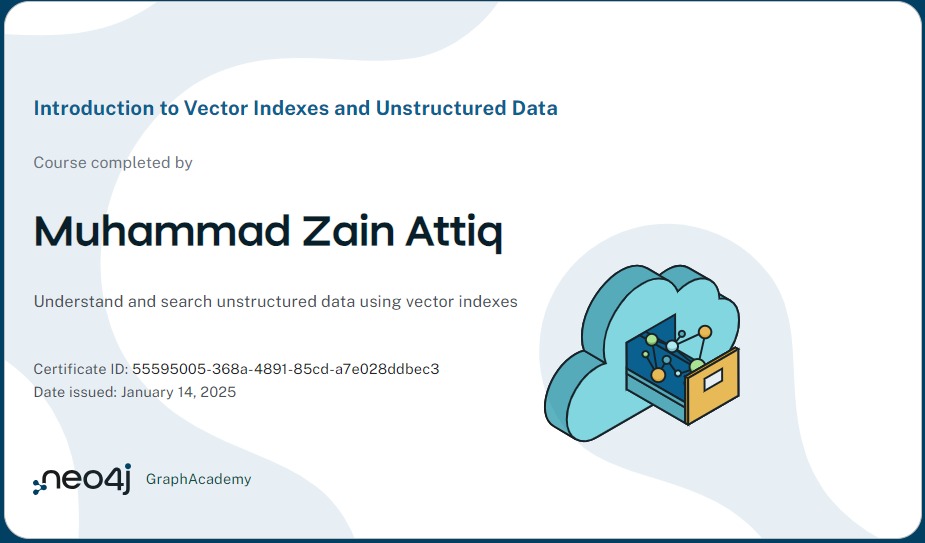 Introduction to Vector Indexes and Unstructured Data
Course completed by
Muhammad Zain Attiq
Understand and search unstructured data using vector indexes
Certificate ID: 55595005-368a-4891-85cd-a7e028ddbec3
Date issued: January 14, 2025
neo4j GraphAcademy